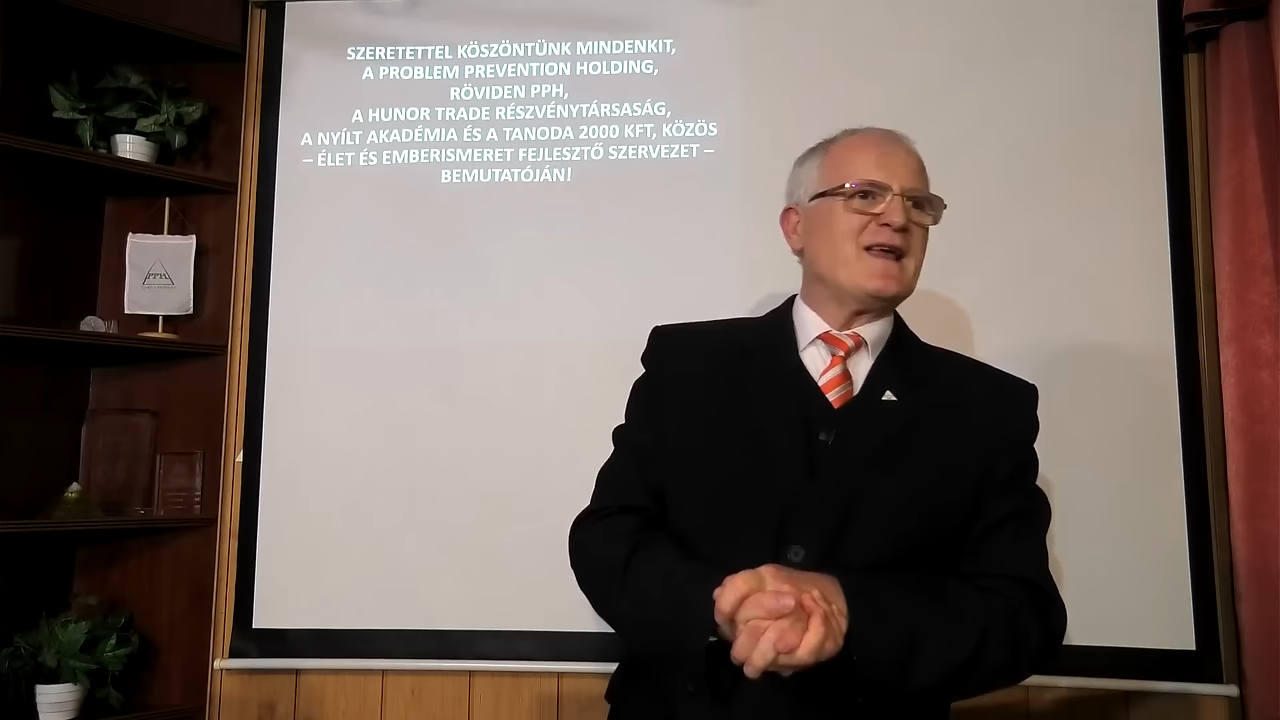 SZERETETTEL KÖSZÖNTÜNK MINDENKIT,
A PROBLEM PREVENTION HOLDING,
RÖVIDEN PPH,
A HUNOR TRADE RÉSZVÉNYTÁRSASÁG,
A NYÍLT AKADÉMIA ÉS A TANODA 2000 KFT, KÖZÖS
– ÉLET ÉS EMBERISMERET FEJLESZTŐ SZERVEZET –
BEMUTATÓJÁN!
PPH